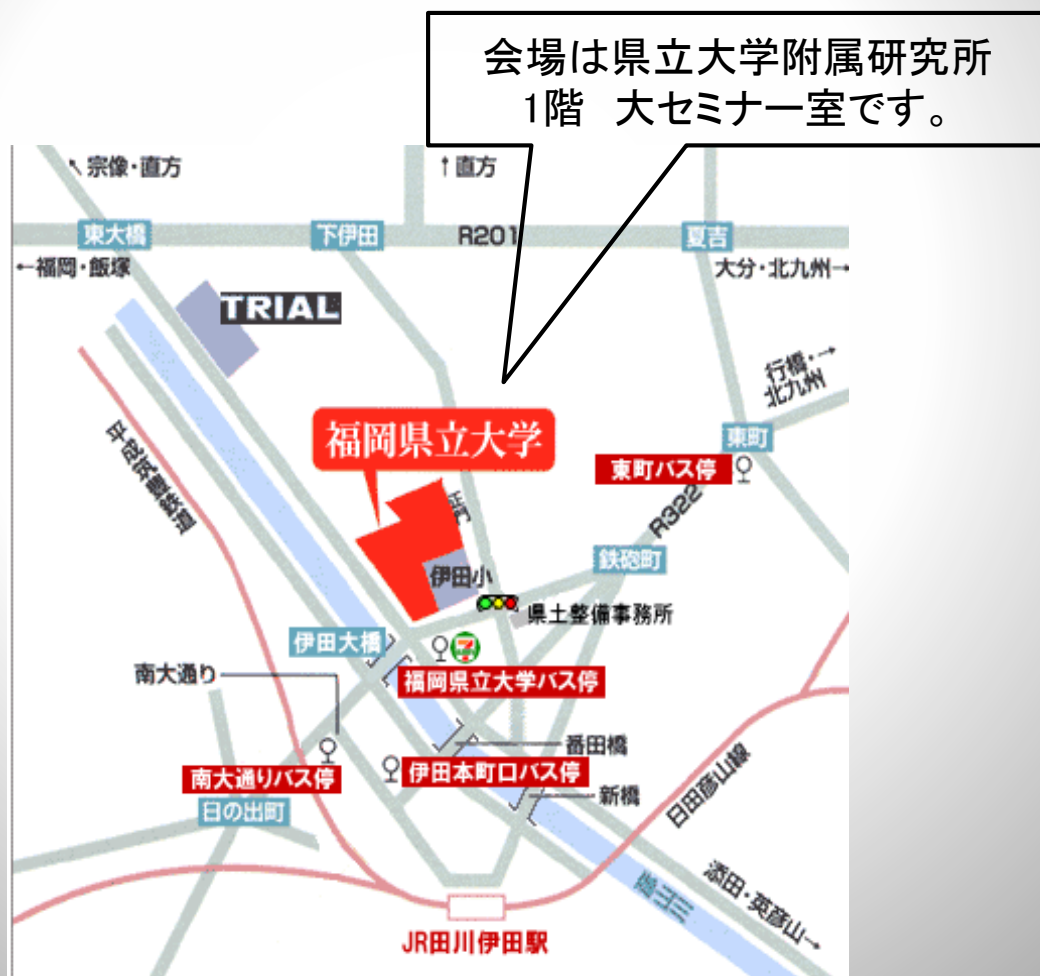 会場は県立大学附属研究所
1階　大セミナー室です。
↖宗像・直方
↑直方
東大橋
下伊田
R201
夏吉
←福岡・飯塚
大分・北九州→
TRIAL
行橋・→
北九州
福岡県立大学
東町
平成筑豊鉄道
東町バス停
R322
鉄砲町
伊田小
県土整備事務所
伊田大橋
南大通り
福岡県立大学バス停
番田橋
南大通りバス停
伊田本町口バス停
新橋
日の出町
日田彦山線
添田・英彦山→
JR田川伊田駅